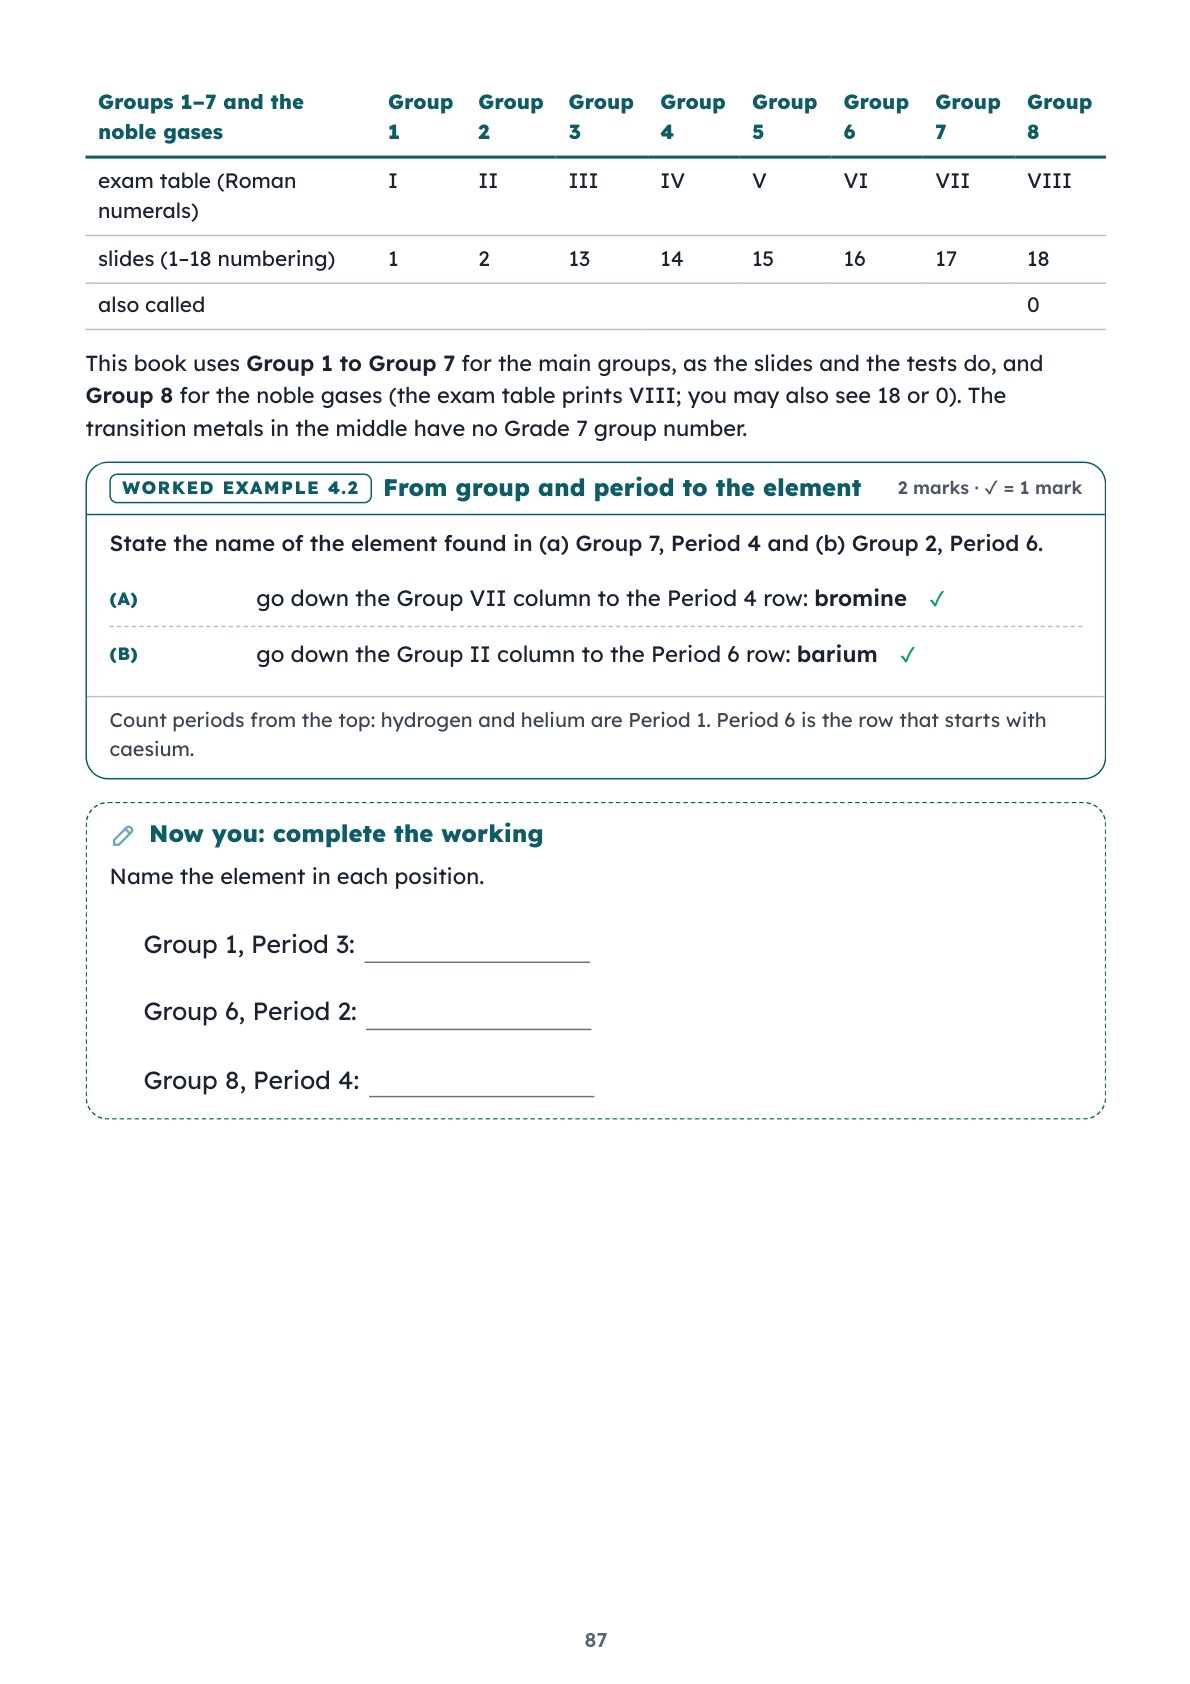 Groups 1–7 and the noble gases Group 1 Group 2 Group 3 Group 4 Group 5 Group 6 Group 7 Group 8
exam table (Roman numerals) I II III IV V VI VII VIII
slides (1–18 numbering) 1 2 13 14 15 16 17 18
also called 0
This book uses Group 1 to Group 7 for the main groups, as the slides and the tests do, and
Group 8 for the noble gases (the exam table prints VIII; you may also see 18 or 0). The
transition metals in the middle have no Grade 7 group number.
WORKED EXAMPLE 4.2 From group and period to the element 2 marks · ✓ = 1 mark
State the name of the element found in (a) Group 7, Period 4 and (b) Group 2, Period 6.
(A) go down the Group VII column to the Period 4 row: bromine ✓
(B) go down the Group II column to the Period 6 row: barium ✓
Count periods from the top: hydrogen and helium are Period 1. Period 6 is the row that starts with
caesium.
Now you: complete the working
Name the element in each position.
Group 1, Period 3:
Group 6, Period 2:
Group 8, Period 4:
87